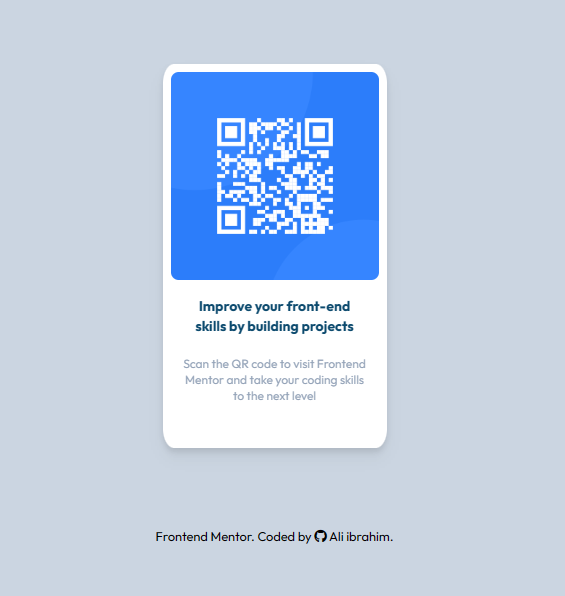 Improve your front-end
skills by building projects
Scan the QR code to visit Frontend
Mentor and take your coding skills
to the next level
Frontend Mentor. Coded by Ali ibrahim.